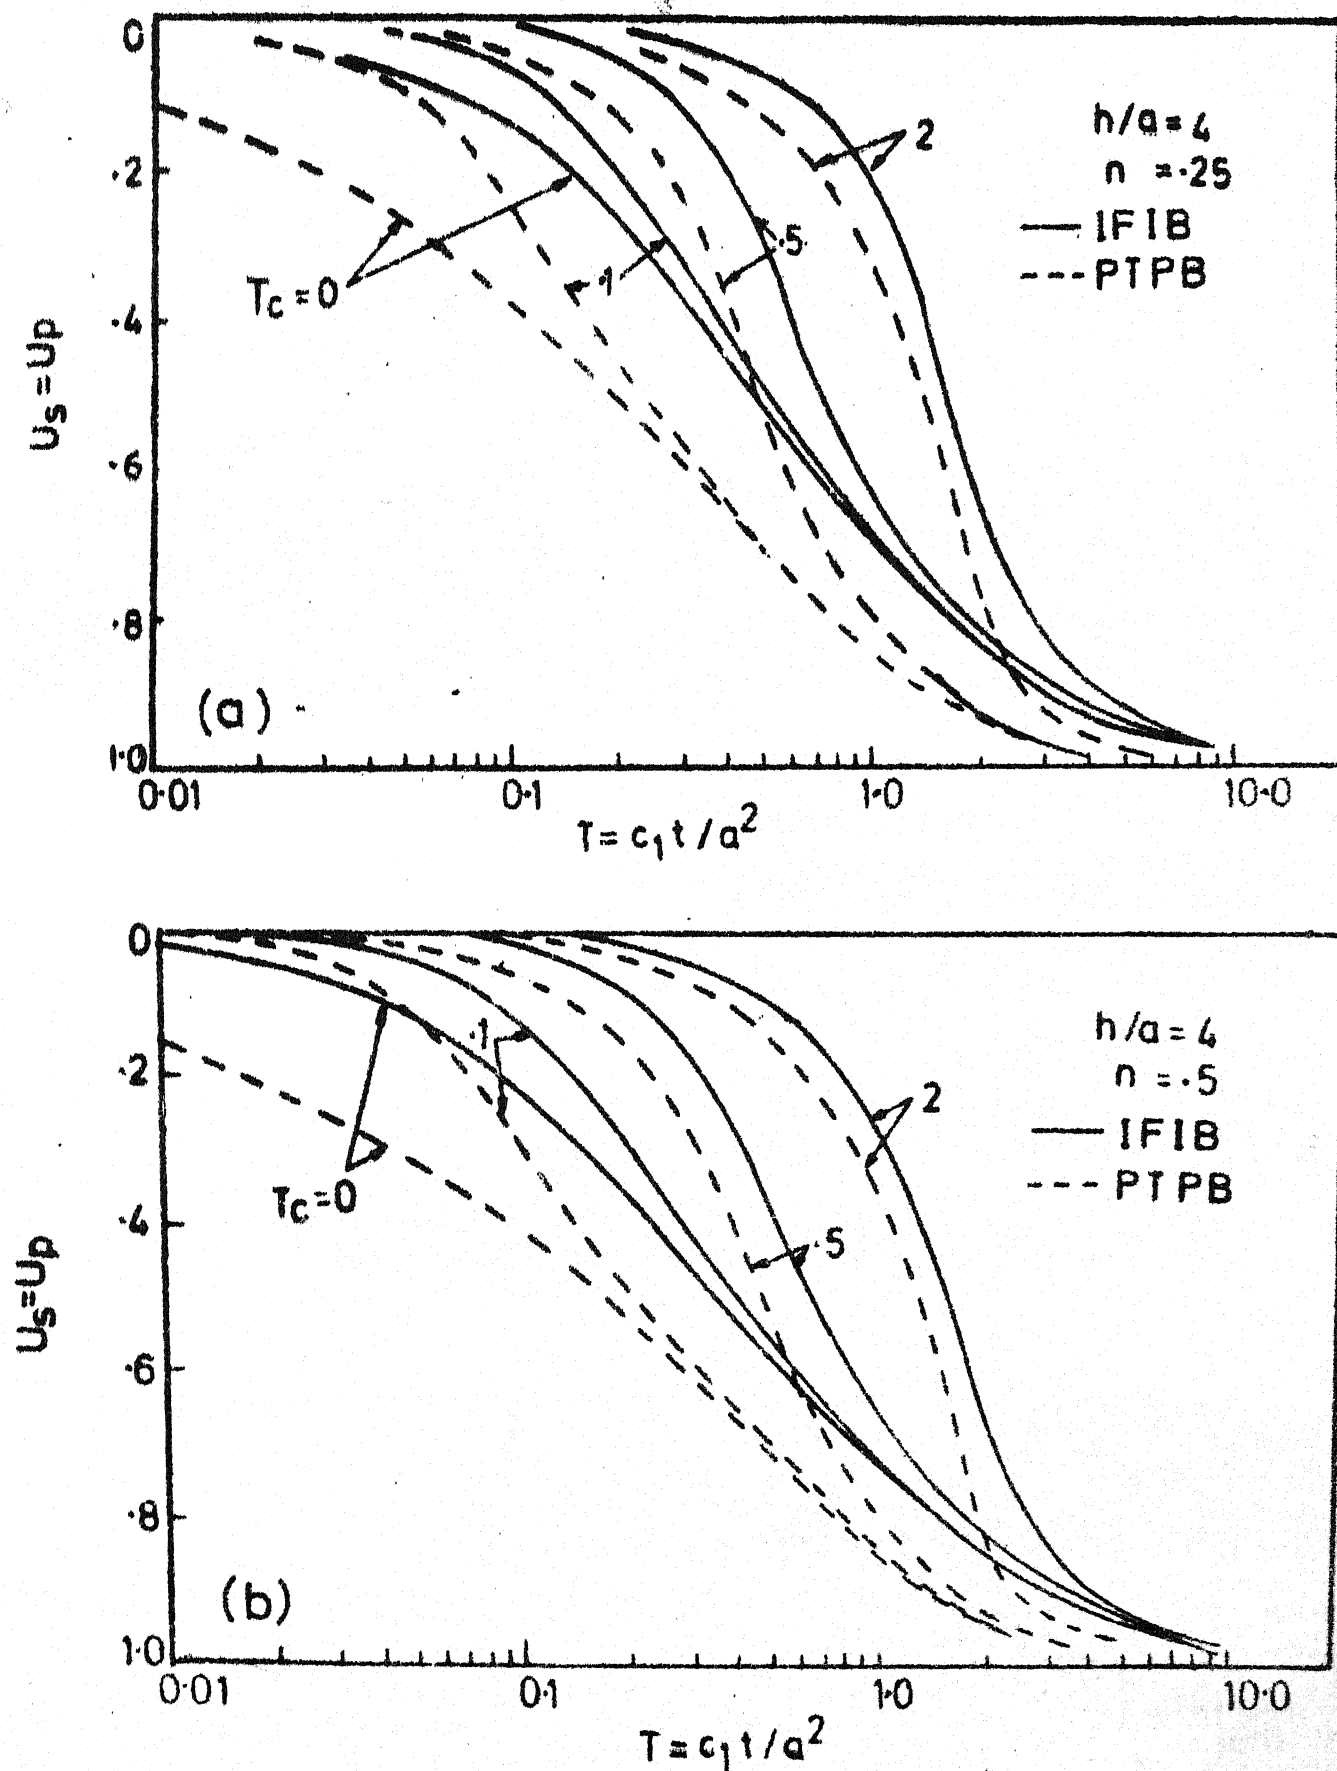 0
.2
.4
.6
.8
1.0
Us = Up
Tc = 0
.1
.5
2
h/a = 4
n = .25
IFIB
PTPB
(a)
0.01 0.1 1.0 10.0
T = c1 t / a2
0
.2
.4
.6
.8
1.0
Us = Up
Tc = 0
.1
.5
2
h/a = 4
n = .5
IFIB
PTPB
(b)
0.01 0.1 1.0 10.0
T = c1 t / a2